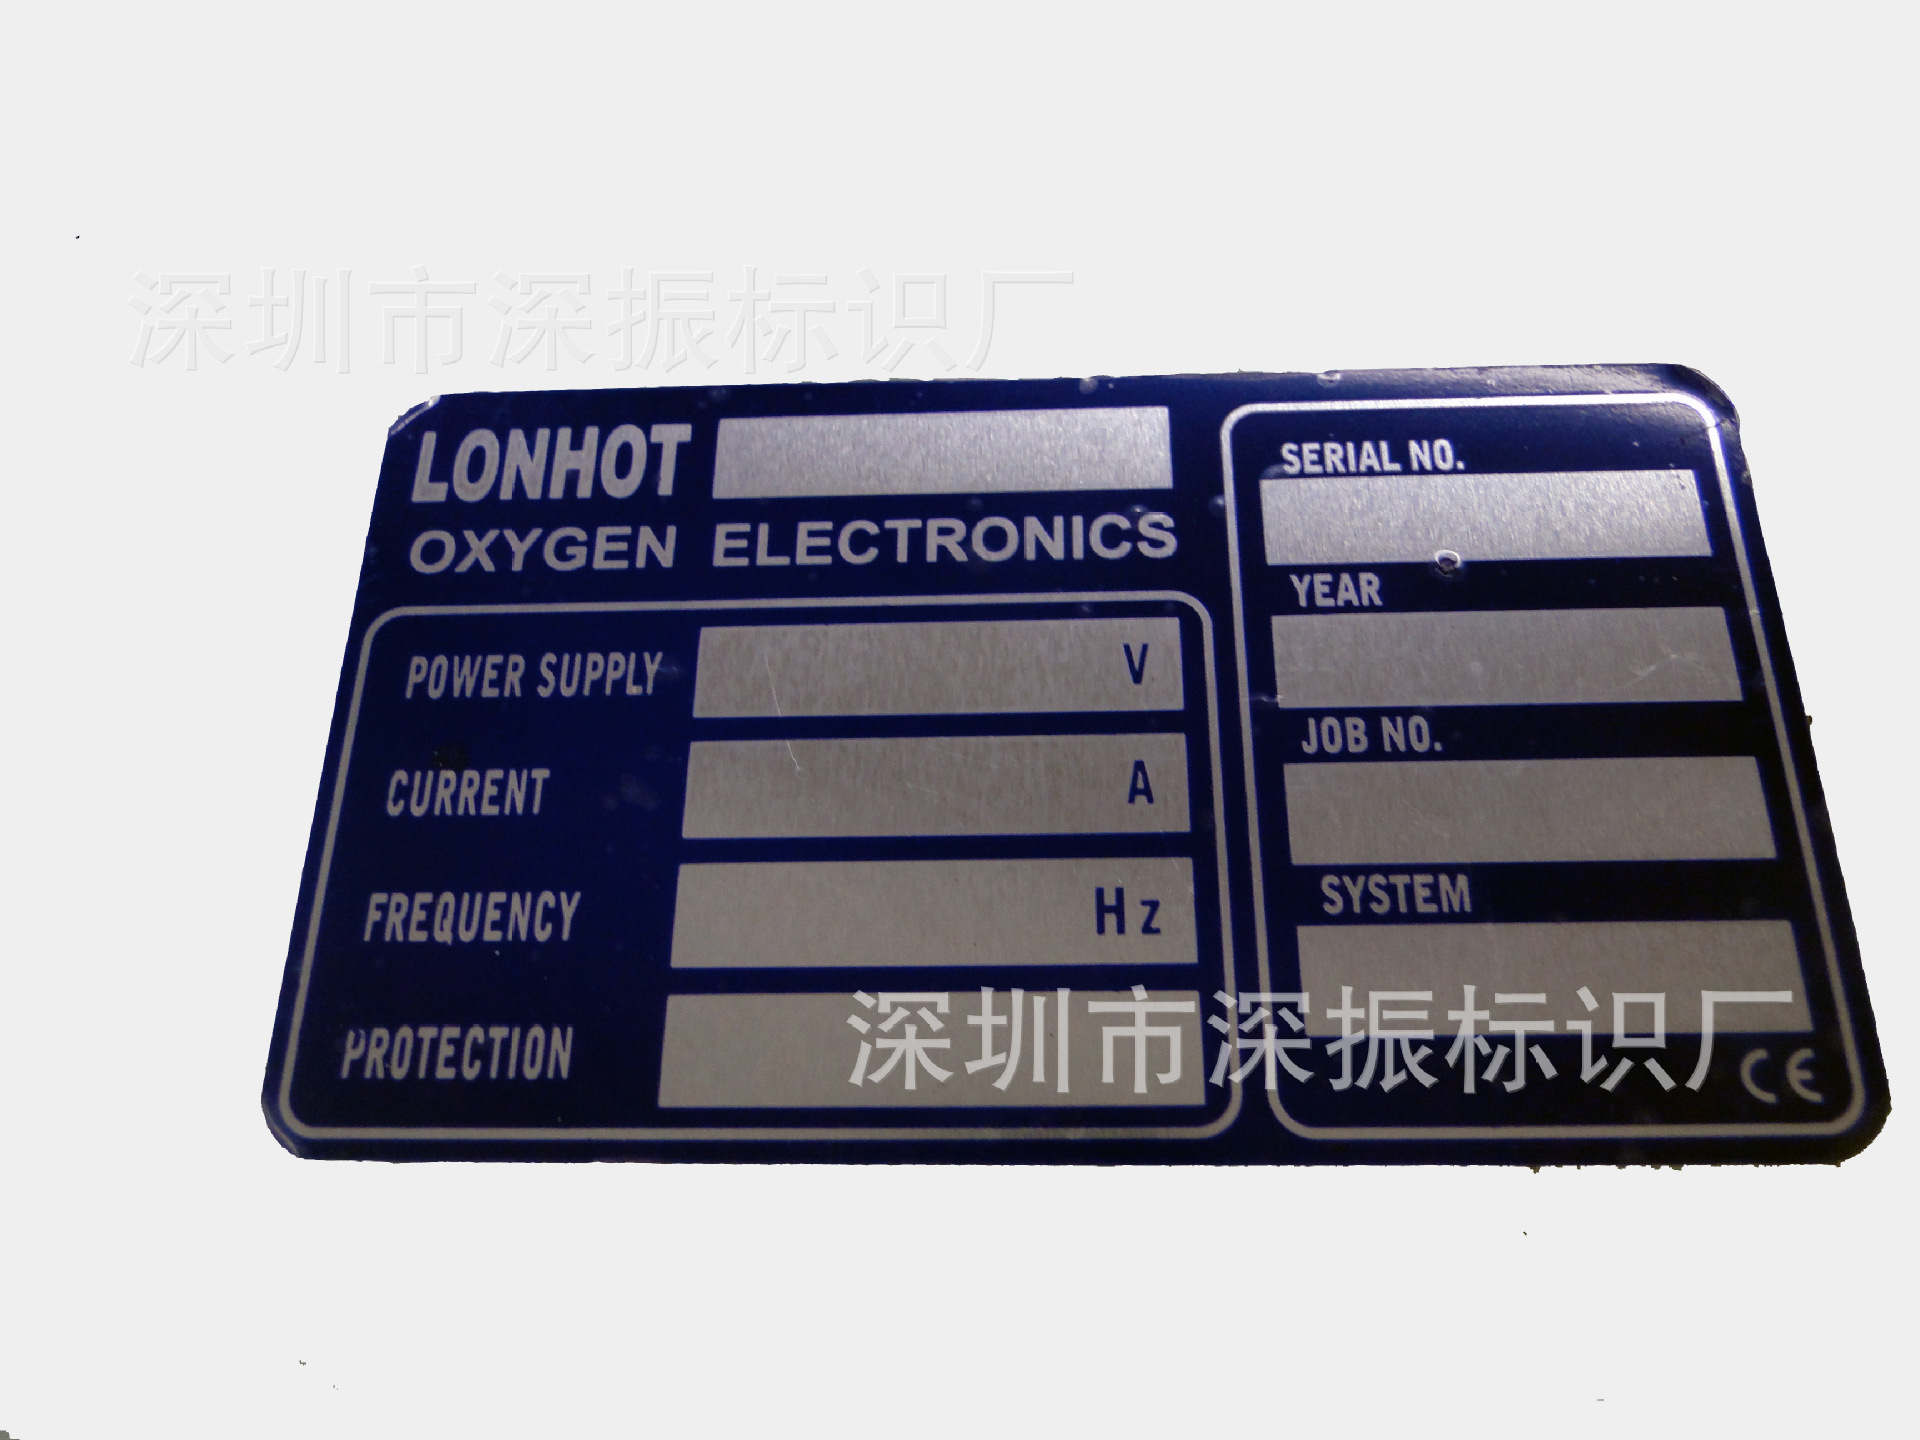 深圳市深振标识厂
LONHOT
OXYGEN ELECTRONICS
POWER SUPPLY V
CURRENT A
FREQUENCY Hz
PROTECTION
SERIAL NO.
YEAR
JOB NO.
SYSTEM
深圳市深振标识厂
CE